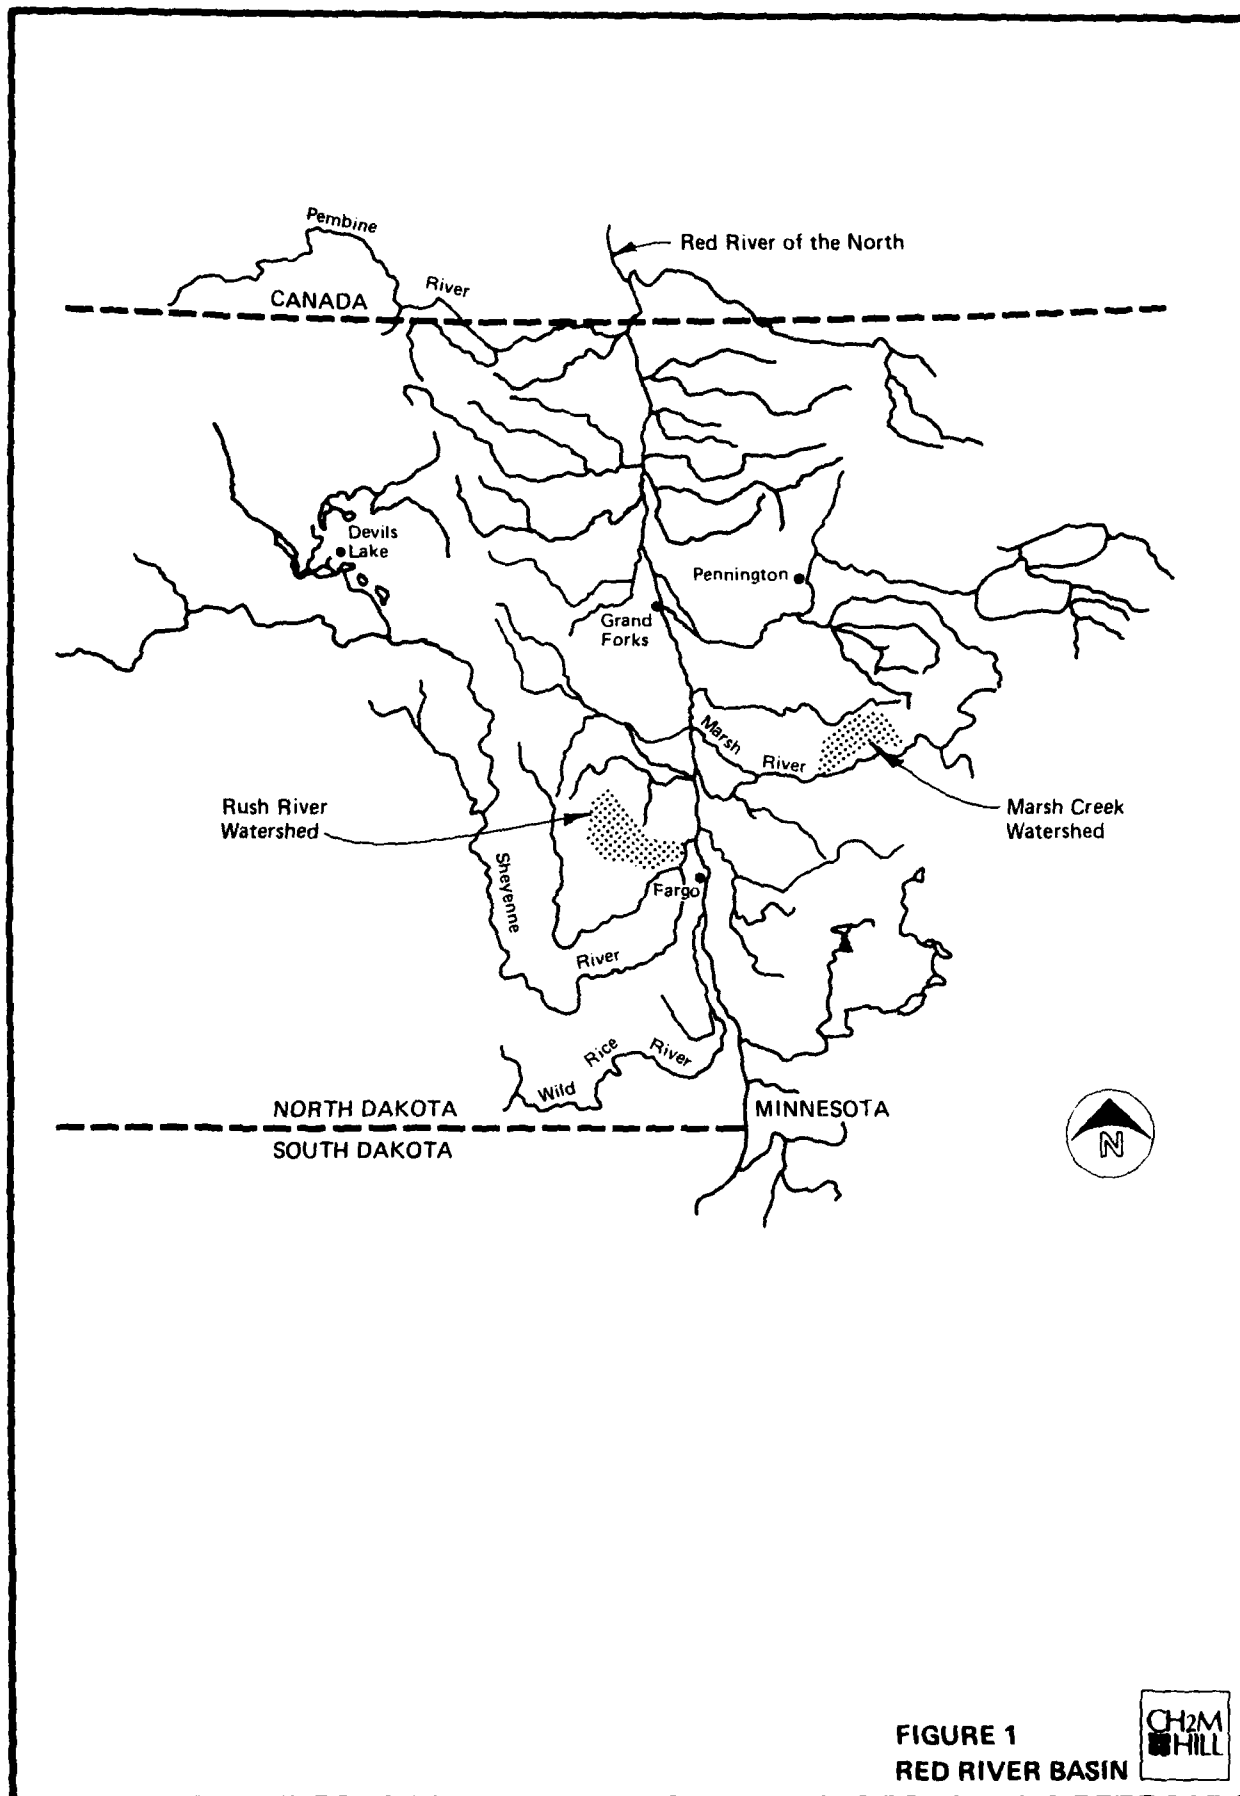 Pembine
River
Red River of the North
CANADA
Devils
Lake
Pennington
Grand
Forks
Marsh
River
Rush River
Watershed
Marsh Creek
Watershed
Sheyenne
River
Fargo
Wild
Rice
River
NORTH DAKOTA
SOUTH DAKOTA
MINNESOTA
N
FIGURE 1
RED RIVER BASIN
CH2M
HILL